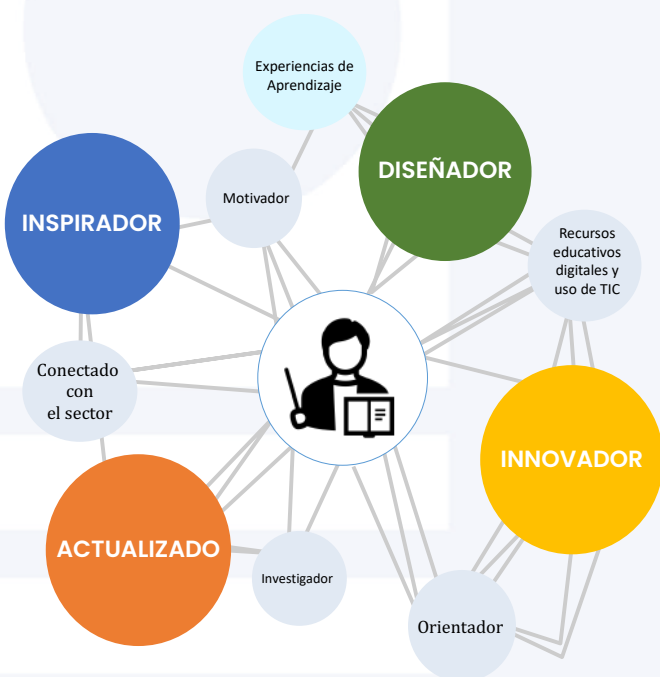 Experiencias de
Aprendizaje
DISEÑADOR
Motivador
INSPIRADOR
Recursos
educativos
digitales y
uso de TIC
Conectado
con
el sector
INNOVADOR
ACTUALIZADO
Investigador
Orientador